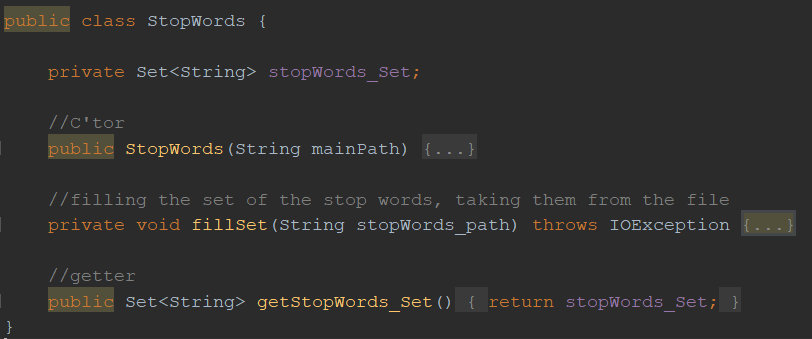 public class StopWords {
private Set<String> stopWords_Set;
//C'tor
public StopWords(String mainPath) {...}
//filling the set of the stop words, taking them from the file
private void fillSet(String stopWords_path) throws IOException {...}
//getter
public Set<String> getStopWords_Set() { return stopWords_Set; }
}